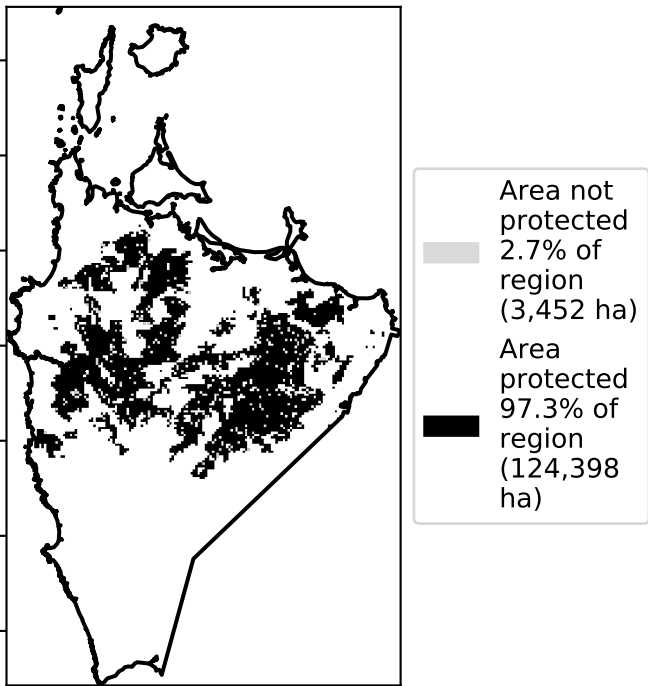 Area not
protected
2.7% of
region
(3,452 ha)
Area
protected
97.3% of
region
(124,398
ha)